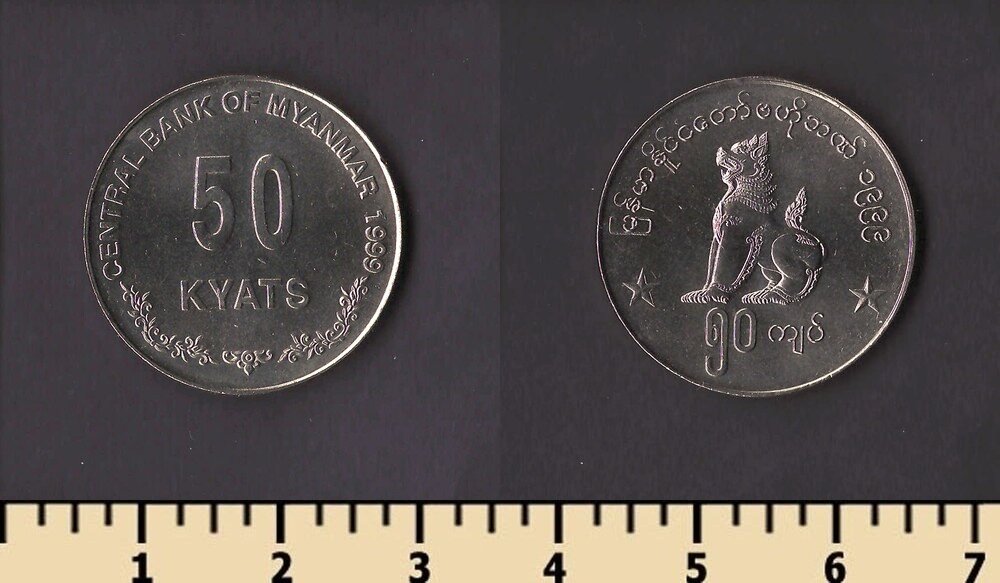 CENTRAL BANK OF MYANMAR 1999
50
KYATS
မြန်မာနိုင်ငံတော်ဗဟိုဘဏ် ၁၉၉၉
၅၀ ကျပ်
1 2 3 4 5 6 7